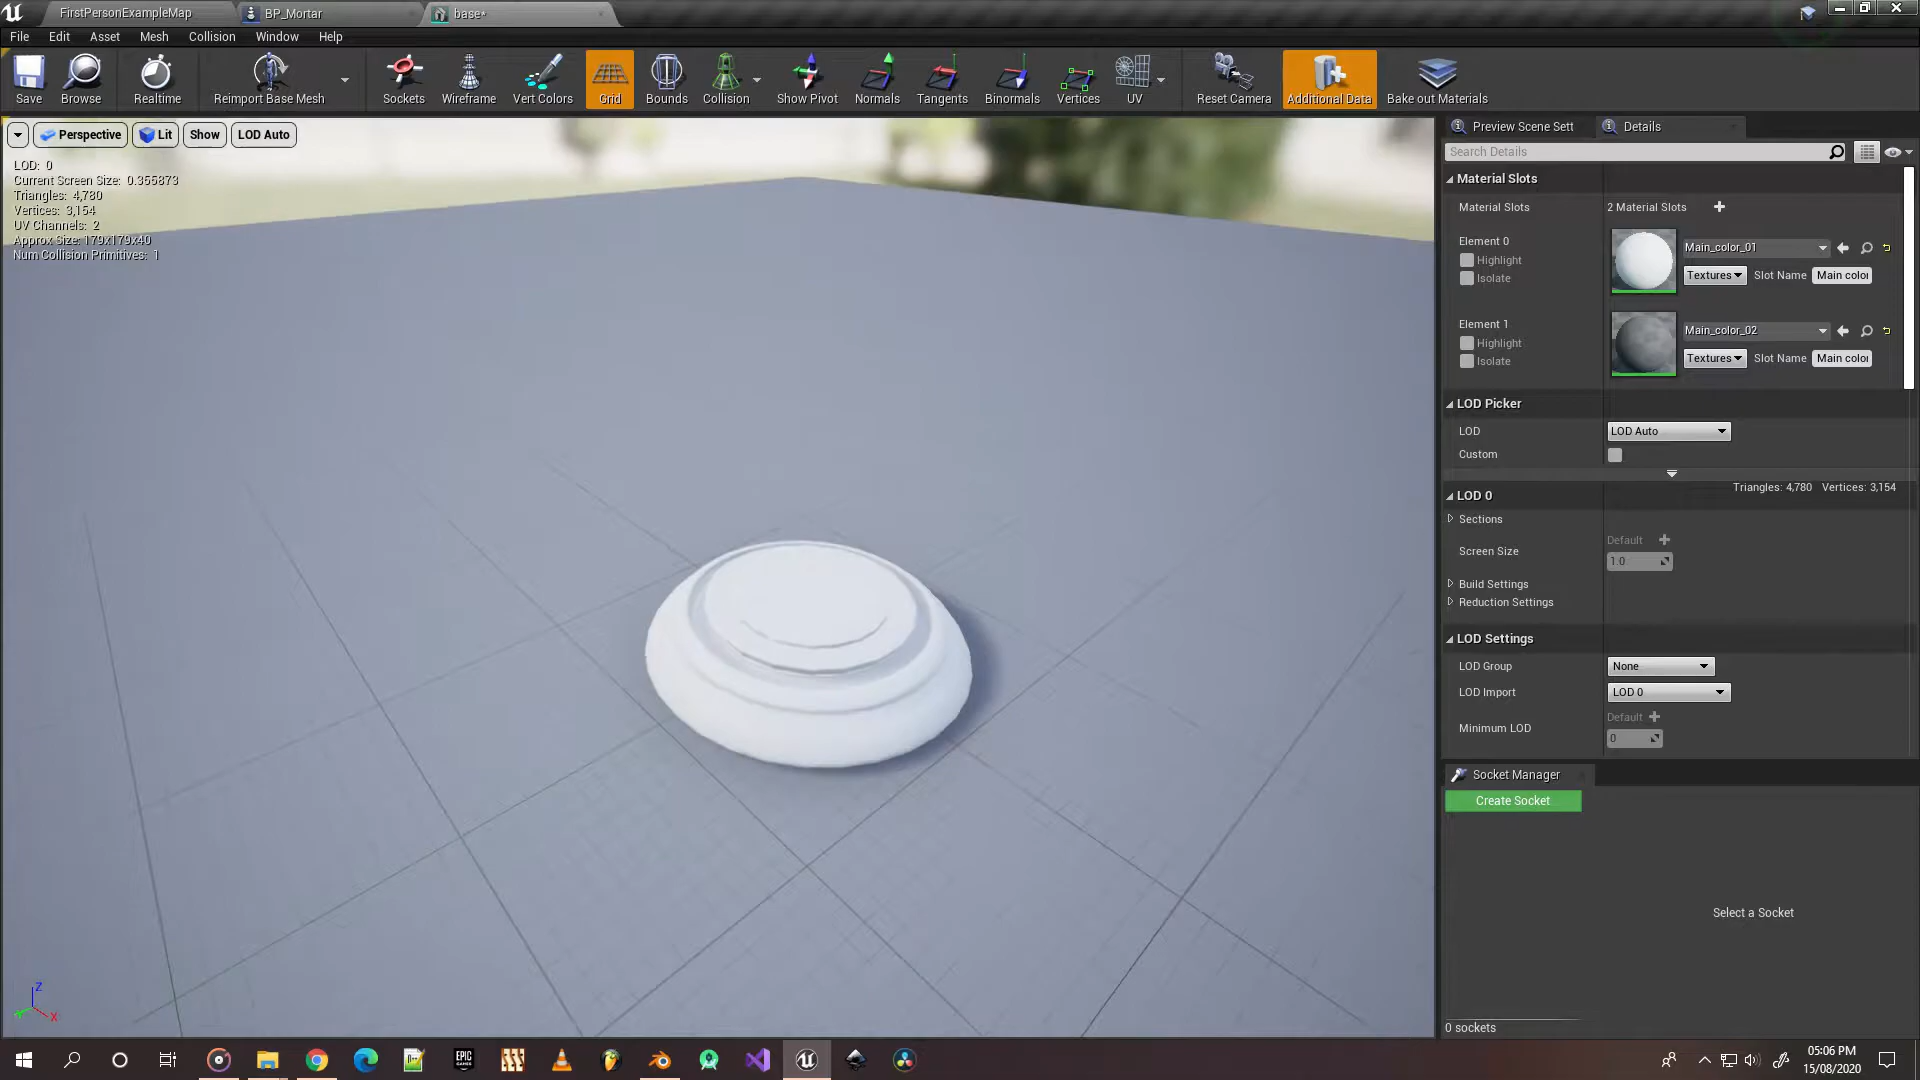 FirstPersonExampleMap
BP_Mortar
base*
File
Edit
Asset
Mesh
Collision
Window
Help
Save
Browse
Realtime
Reimport Base Mesh
Sockets
Wireframe
Vert Colors
Grid
Bounds
Collision
Show Pivot
Normals
Tangents
Binormals
Vertices
UV
Reset Camera
Additional Data
Bake out Materials
Perspective
Lit
Show
LOD Auto
LOD: 0
Current Screen Size: 0.355873
Triangles: 4,780
Vertices: 3,154
UV Channels: 2
Approx Size: 179x179x40
Num Collision Primitives: 1
Z
X
Preview Scene Sett
Details
Search Details
Material Slots
Material Slots
2 Material Slots
Element 0
Highlight
Isolate
Main_color_01
Textures
Slot Name
Main color
Element 1
Highlight
Isolate
Main_color_02
Textures
Slot Name
Main color
LOD Picker
LOD
LOD Auto
Custom
LOD 0
Triangles: 4,780 Vertices: 3,154
Sections
Screen Size
Default
1.0
Build Settings
Reduction Settings
LOD Settings
LOD Group
None
LOD Import
LOD 0
Minimum LOD
Default
0
Socket Manager
Create Socket
Select a Socket
0 sockets
EPIC
GAMES
05:06 PM
15/08/2020